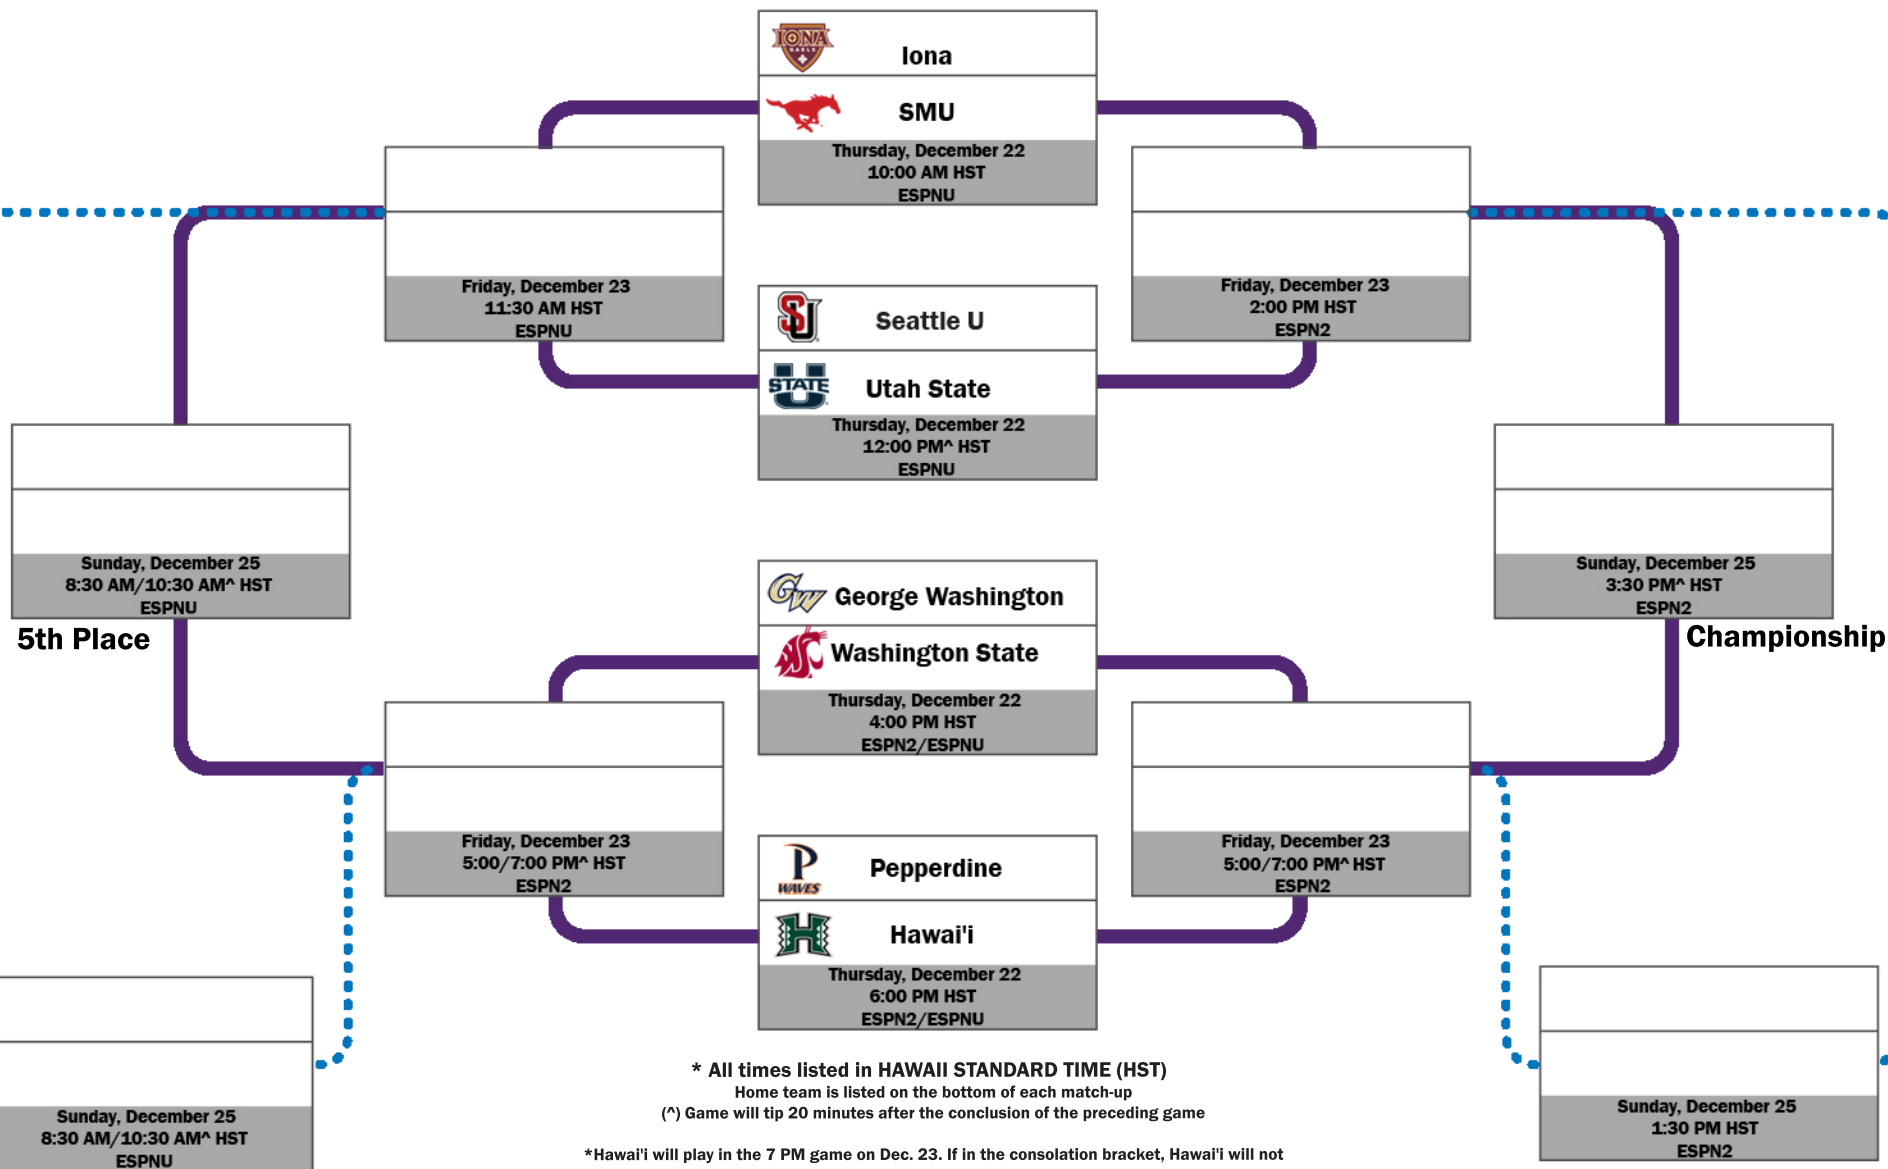 IONA
GAELS
Iona
SMU
Thursday, December 22
10:00 AM HST
ESPNU
Friday, December 23
11:30 AM HST
ESPNU
Friday, December 23
2:00 PM HST
ESPN2
SU
Seattle U
U
STATE
Utah State
Thursday, December 22
12:00 PM^ HST
ESPNU
Sunday, December 25
8:30 AM/10:30 AM^ HST
ESPNU
5th Place
Sunday, December 25
3:30 PM^ HST
ESPN2
Championship
GW
George Washington
WSC
Washington State
Thursday, December 22
4:00 PM HST
ESPN2/ESPNU
Friday, December 23
5:00/7:00 PM^ HST
ESPN2
Friday, December 23
5:00/7:00 PM^ HST
ESPN2
P
WAVES
Pepperdine
H
Hawai'i
Thursday, December 22
6:00 PM HST
ESPN2/ESPNU
Sunday, December 25
8:30 AM/10:30 AM^ HST
ESPNU
Sunday, December 25
1:30 PM HST
ESPN2
* All times listed in HAWAII STANDARD TIME (HST)
Home team is listed on the bottom of each match-up
(^) Game will tip 20 minutes after the conclusion of the preceding game
*Hawai'i will play in the 7 PM game on Dec. 23. If in the consolation bracket, Hawai'i will not